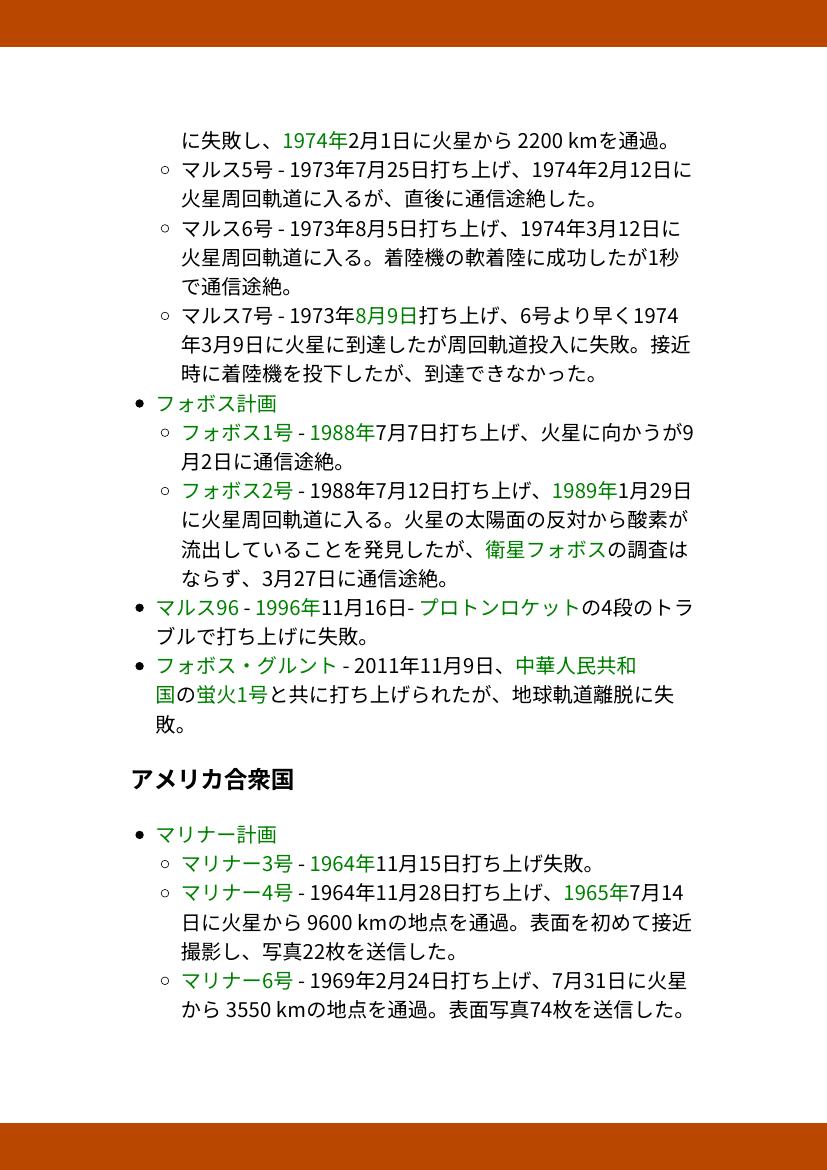 に失敗し、1974年2月1日に火星から 2200 kmを通過。
マルス5号 - 1973年7月25日打ち上げ、1974年2月12日に
火星周回軌道に入るが、直後に通信途絶した。
マルス6号 - 1973年8月5日打ち上げ、1974年3月12日に
火星周回軌道に入る。着陸機の軟着陸に成功したが1秒
で通信途絶。
マルス7号 - 1973年8月9日打ち上げ、6号より早く1974
年3月9日に火星に到達したが周回軌道投入に失敗。接近
時に着陸機を投下したが、到達できなかった。
フォボス計画
フォボス1号 - 1988年7月7日打ち上げ、火星に向かうが9
月2日に通信途絶。
フォボス2号 - 1988年7月12日打ち上げ、1989年1月29日
に火星周回軌道に入る。火星の太陽面の反対から酸素が
流出していることを発見したが、衛星フォボスの調査は
ならず、3月27日に通信途絶。
マルス96 - 1996年11月16日- プロトンロケットの4段のトラ
ブルで打ち上げに失敗。
フォボス・グルント - 2011年11月9日、中華人民共和
国の蛍火1号と共に打ち上げられたが、地球軌道離脱に失
敗。
アメリカ合衆国
マリナー計画
マリナー3号 - 1964年11月15日打ち上げ失敗。
マリナー4号 - 1964年11月28日打ち上げ、1965年7月14
日に火星から 9600 kmの地点を通過。表面を初めて接近
撮影し、写真22枚を送信した。
マリナー6号 - 1969年2月24日打ち上げ、7月31日に火星
から 3550 kmの地点を通過。表面写真74枚を送信した。